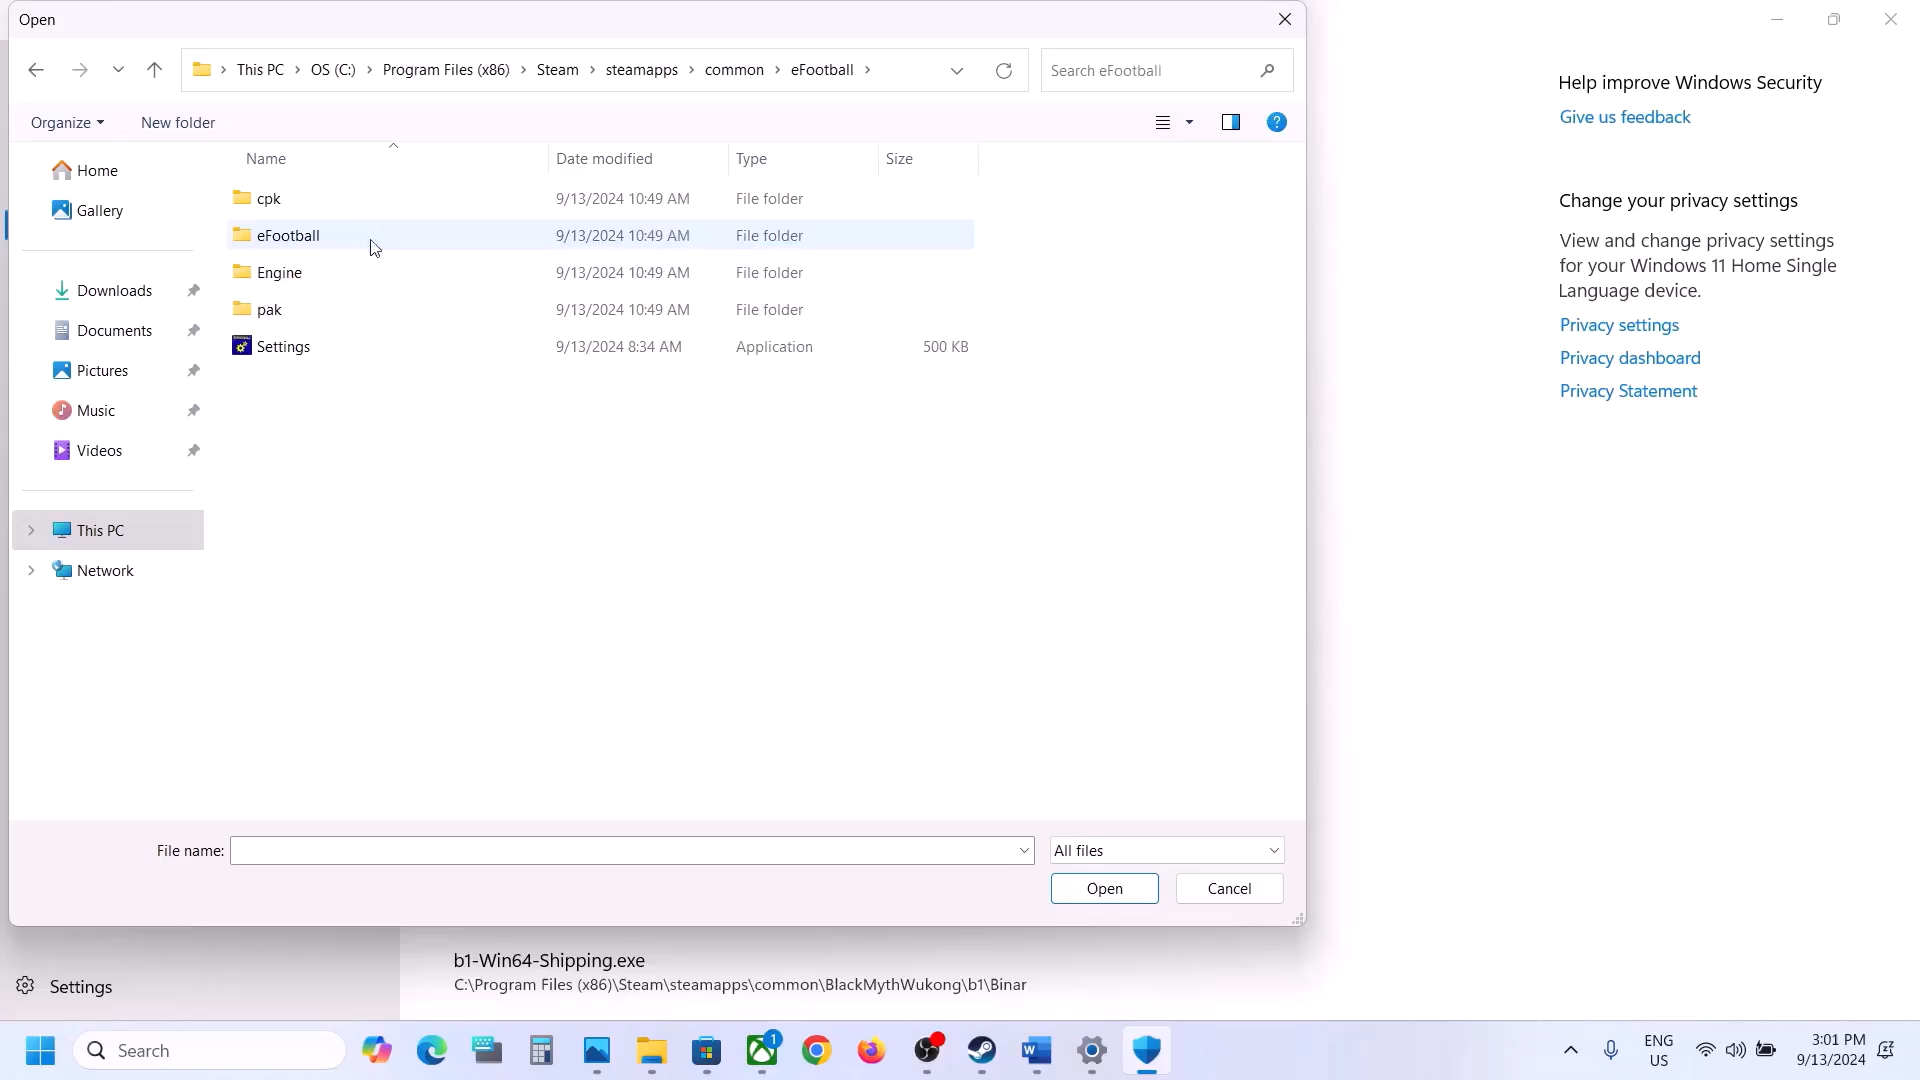 Open
This PC > OS (C:) > Program Files (x86) > Steam > steamapps > common > eFootball >
Search eFootball
Organize
New folder
Name
Date modified
Type
Size
Home
Gallery
Downloads
Documents
Pictures
Music
Videos
This PC
Network
cpk 9/13/2024 10:49 AM File folder
eFootball 9/13/2024 10:49 AM File folder
Engine 9/13/2024 10:49 AM File folder
pak 9/13/2024 10:49 AM File folder
Settings 9/13/2024 8:34 AM Application 500 KB
File name:
All files
Open
Cancel
Help improve Windows Security
Give us feedback
Change your privacy settings
View and change privacy settings
for your Windows 11 Home Single
Language device.
Privacy settings
Privacy dashboard
Privacy Statement
b1-Win64-Shipping.exe
C:\Program Files (x86)\Steam\steamapps\common\BlackMythWukong\b1\Binar
Settings
Search
1
ENG
US
3:01 PM
9/13/2024